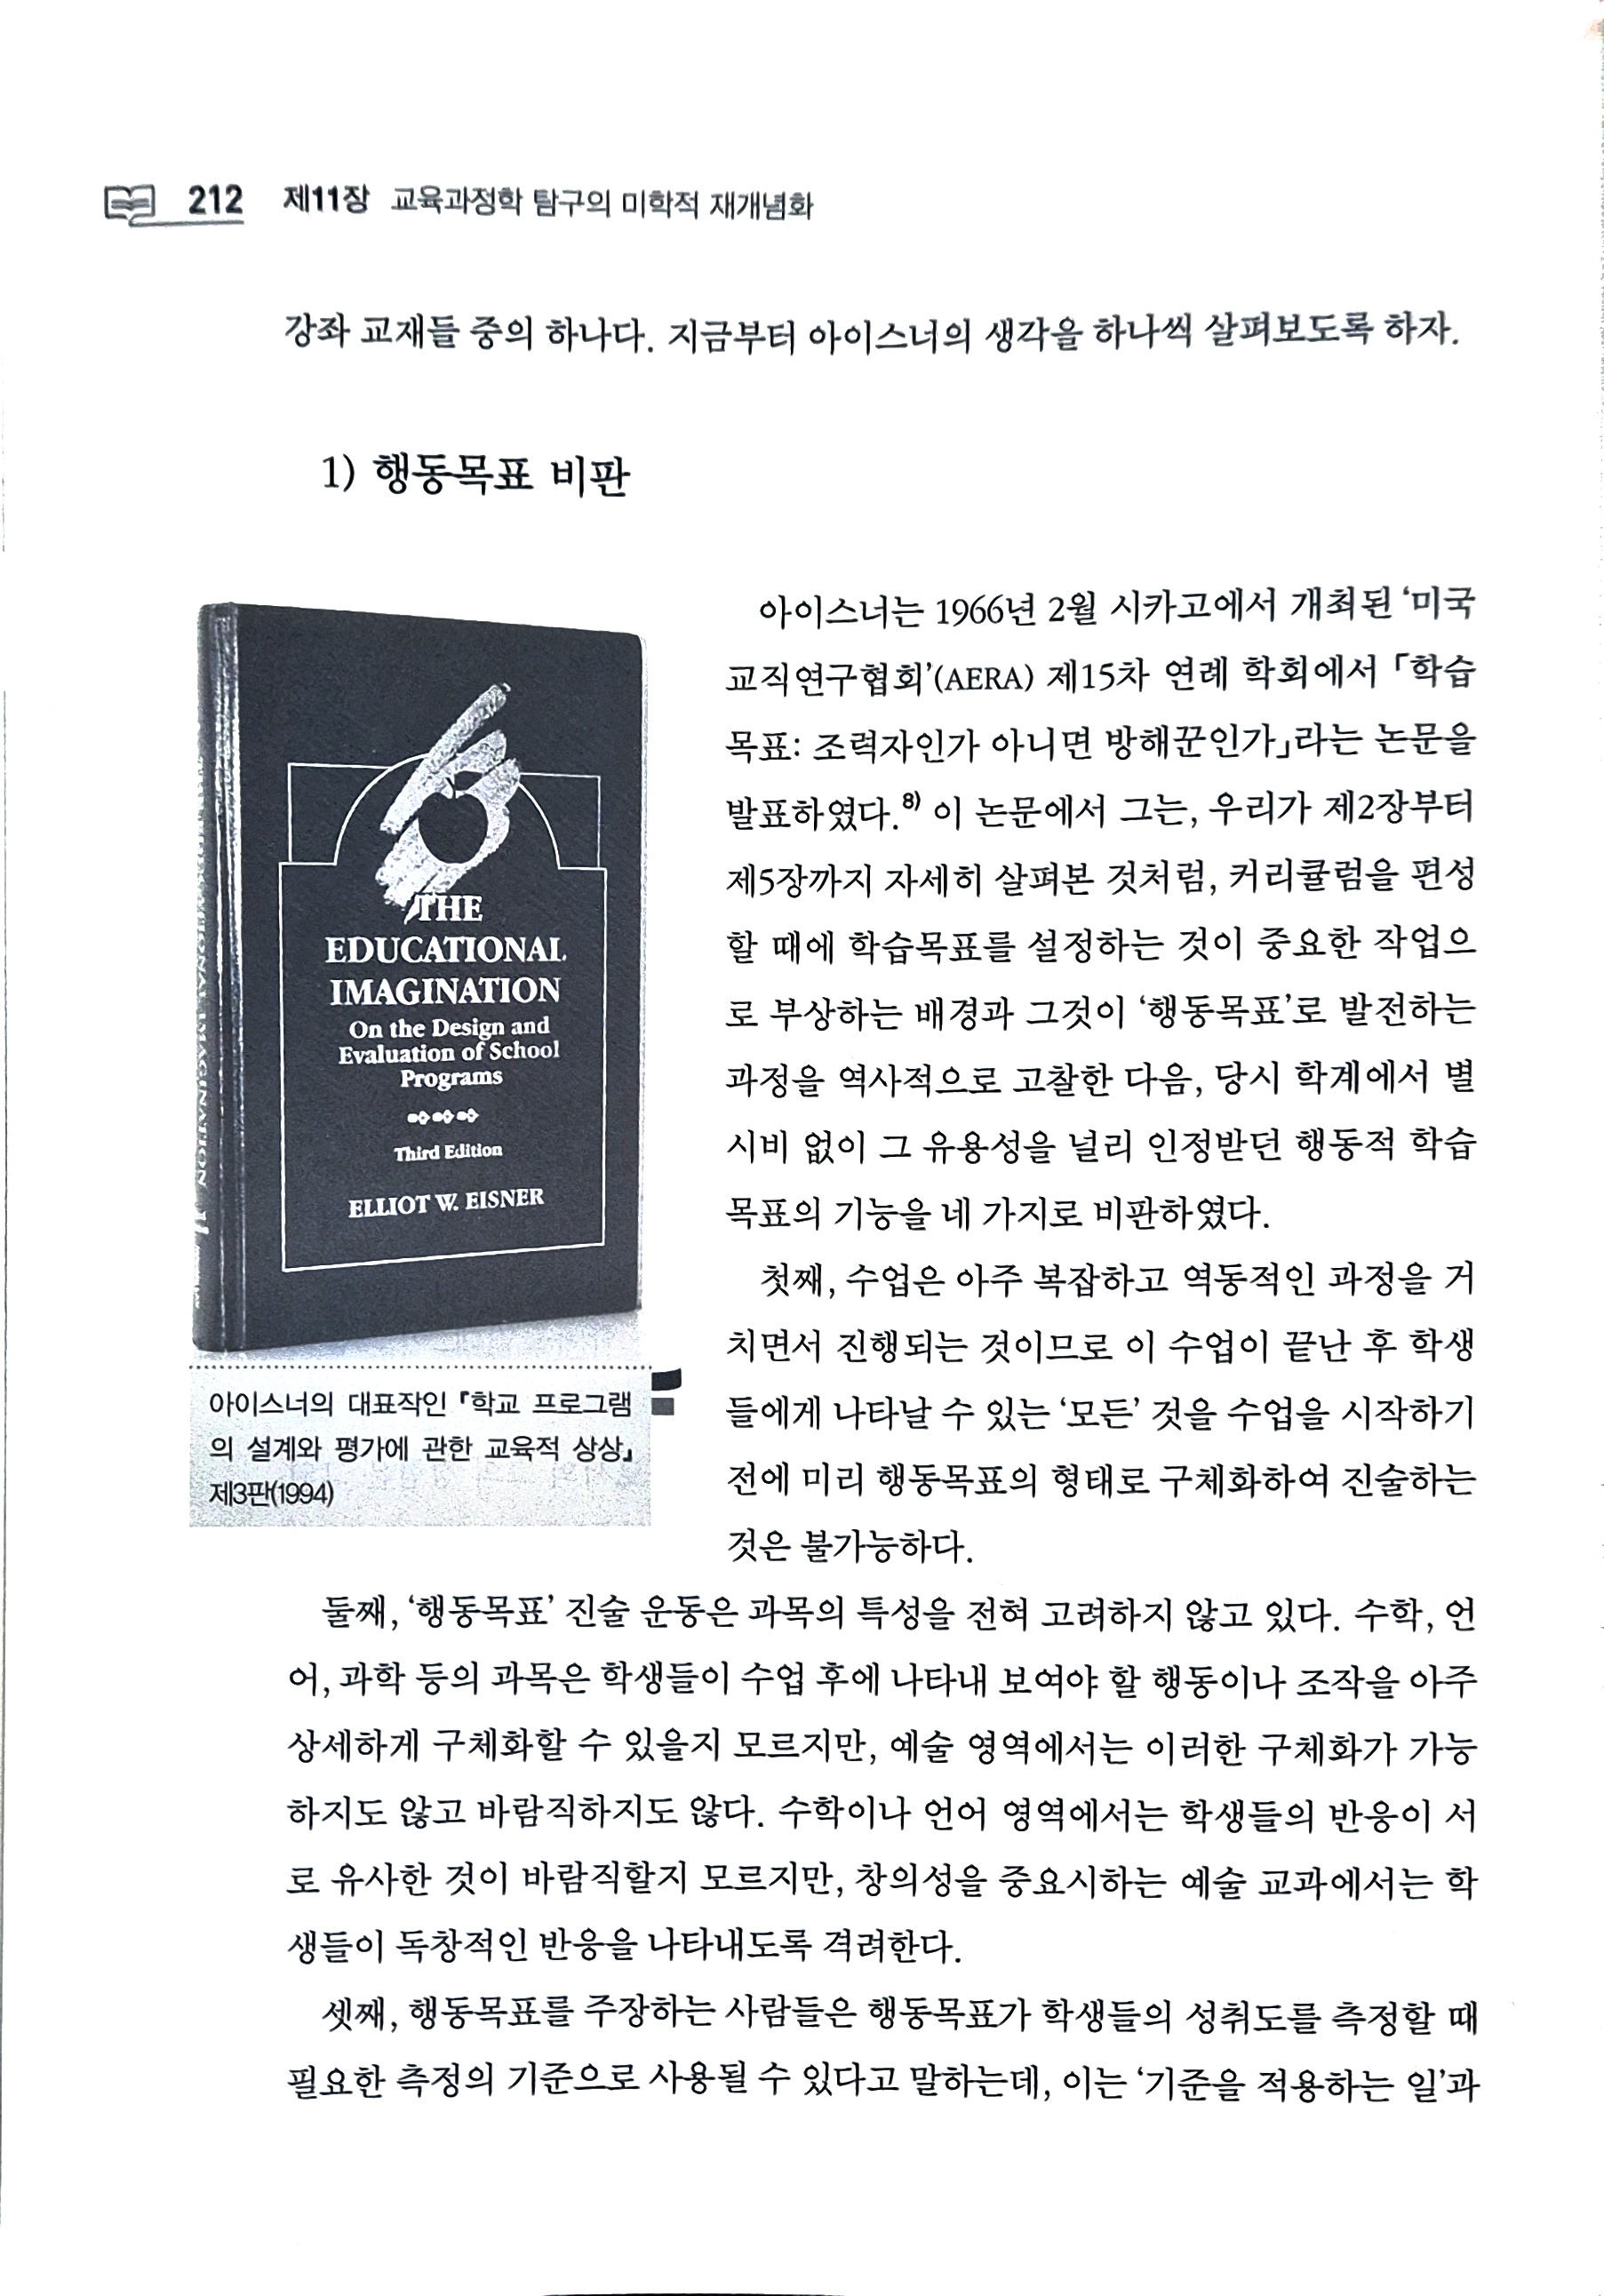 212 제11장 교육과정학 탐구의 미학적 재개념화
강좌 교재들 중의 하나다. 지금부터 아이스너의 생각을 하나씩 살펴보도록 하자.
1) 행동목표 비판
THE
EDUCATIONAL
IMAGINATION
On the Design and
Evaluation of School
Programs
Third Edition
ELLIOT W. EISNER
아이스너의 대표작인 『학교 프로그램
의 설계와 평가에 관한 교육적 상상』
제3판(1994)
아이스너는 1966년 2월 시카고에서 개최된 ‘미국
교직연구협회’(AERA) 제15차 연례 학회에서 「학습
목표: 조력자인가 아니면 방해꾼인가」라는 논문을
발표하였다.8) 이 논문에서 그는, 우리가 제2장부터
제5장까지 자세히 살펴본 것처럼, 커리큘럼을 편성
할 때에 학습목표를 설정하는 것이 중요한 작업으
로 부상하는 배경과 그것이 ‘행동목표’로 발전하는
과정을 역사적으로 고찰한 다음, 당시 학계에서 별
시비 없이 그 유용성을 널리 인정받던 행동적 학습
목표의 기능을 네 가지로 비판하였다.
첫째, 수업은 아주 복잡하고 역동적인 과정을 거
치면서 진행되는 것이므로 이 수업이 끝난 후 학생
들에게 나타날 수 있는 ‘모든’ 것을 수업을 시작하기
전에 미리 행동목표의 형태로 구체화하여 진술하는
것은 불가능하다.
둘째, ‘행동목표’ 진술 운동은 과목의 특성을 전혀 고려하지 않고 있다. 수학, 언
어, 과학 등의 과목은 학생들이 수업 후에 나타내 보여야 할 행동이나 조작을 아주
상세하게 구체화할 수 있을지 모르지만, 예술 영역에서는 이러한 구체화가 가능
하지도 않고 바람직하지도 않다. 수학이나 언어 영역에서는 학생들의 반응이 서
로 유사한 것이 바람직할지 모르지만, 창의성을 중요시하는 예술 교과에서는 학
생들이 독창적인 반응을 나타내도록 격려한다.
셋째, 행동목표를 주장하는 사람들은 행동목표가 학생들의 성취도를 측정할 때
필요한 측정의 기준으로 사용될 수 있다고 말하는데, 이는 ‘기준을 적용하는 일’과